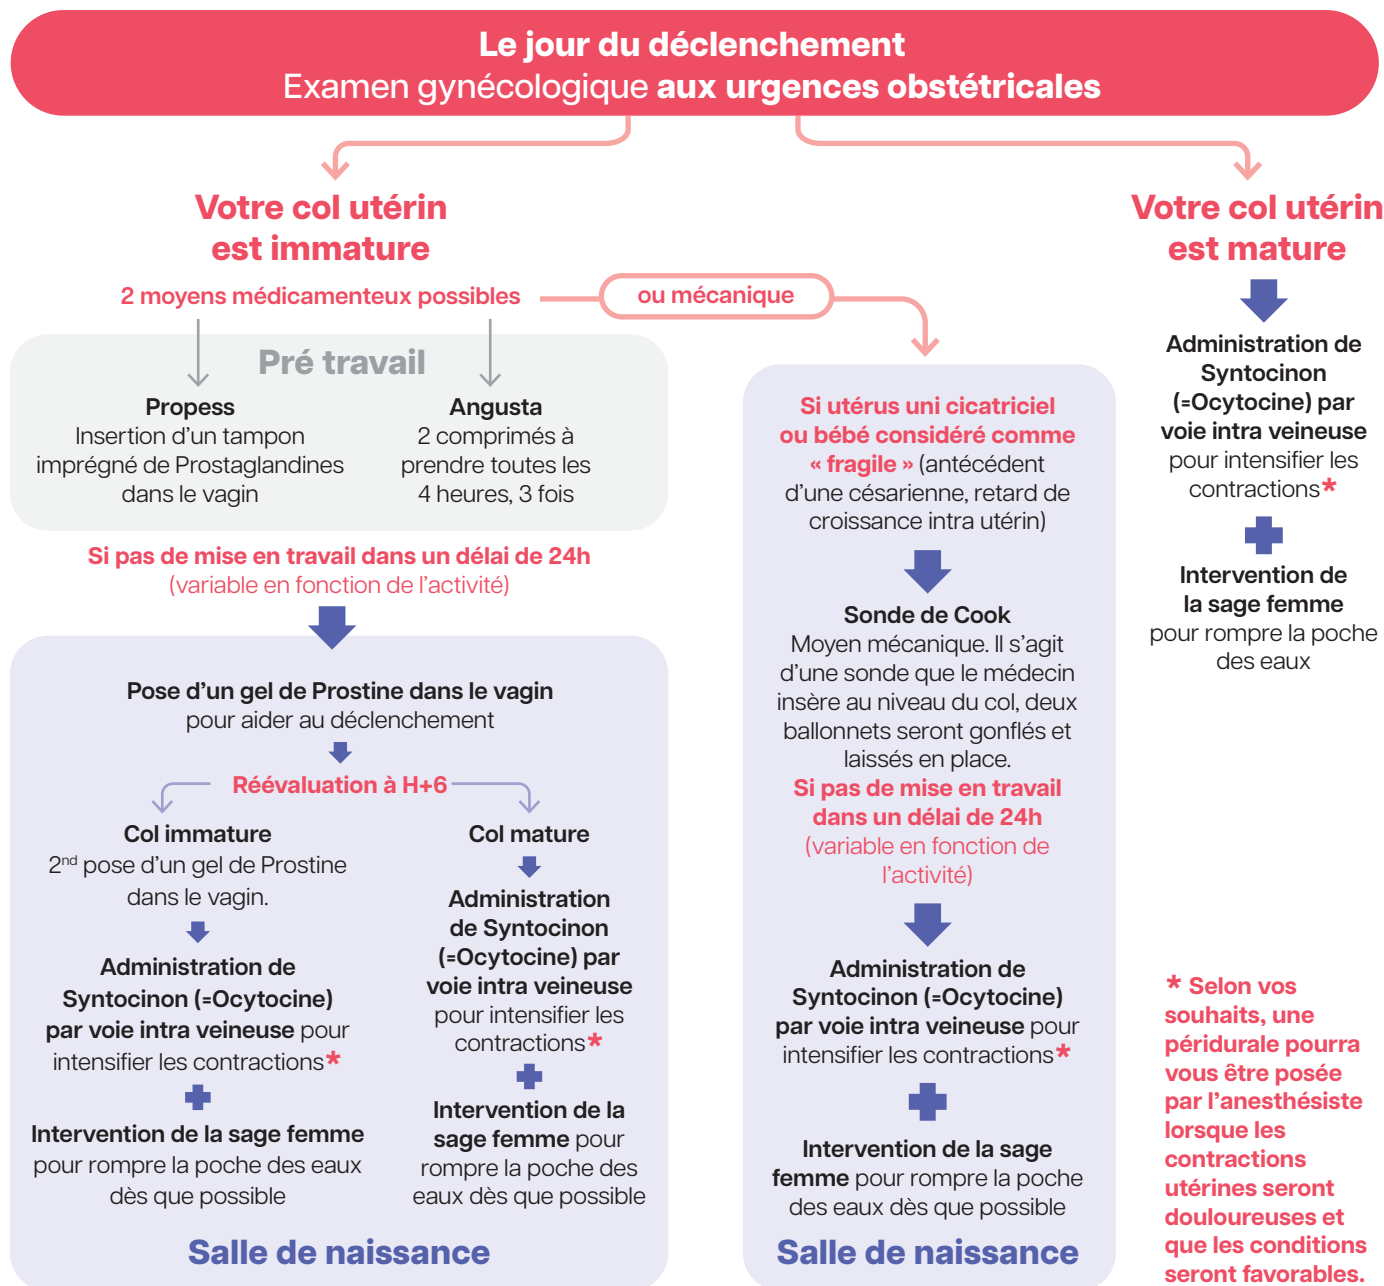 Le jour du déclenchement
Examen gynécologique aux urgences obstétricales
Votre col utérin
est immature
2 moyens médicamenteux possibles
ou mécanique
Pré travail
Propess
Insertion d'un tampon
imprégné de Prostaglandines
dans le vagin
Angusta
2 comprimés à
prendre toutes les
4 heures, 3 fois
Si pas de mise en travail dans un délai de 24h
(variable en fonction de l'activité)
Pose d'un gel de Prostine dans le vagin
pour aider au déclenchement
Réévaluation à H+6
Col immature
2nd pose d'un gel de Prostine
dans le vagin.
Administration de
Syntocinon (=Ocytocine)
par voie intra veineuse pour
intensifier les contractions*
Intervention de la sage femme
pour rompre la poche des eaux
dès que possible
Col mature
Administration
de Syntocinon
(=Ocytocine) par
voie intra veineuse
pour intensifier les
contractions*
Intervention de la
sage femme pour
rompre la poche des
eaux dès que possible
Salle de naissance
Si utérus uni cicatriciel
ou bébé considéré comme
« fragile » (antécédent
d'une césarienne, retard de
croissance intra utérin)
Sonde de Cook
Moyen mécanique. Il s'agit
d'une sonde que le médecin
insère au niveau du col, deux
ballonnets seront gonflés et
laissés en place.
Si pas de mise en travail
dans un délai de 24h
(variable en fonction de
l'activité)
Administration de
Syntocinon (=Ocytocine)
par voie intra veineuse pour
intensifier les contractions*
Intervention de la sage
femme pour rompre la poche
des eaux dès que possible
Salle de naissance
Votre col utérin
est mature
Administration de
Syntocinon
(=Ocytocine) par
voie intra veineuse
pour intensifier les
contractions*
Intervention de
la sage femme
pour rompre la poche
des eaux
* Selon vos
souhaits, une
péridurale pourra
vous être posée
par l'anesthésiste
lorsque les
contractions
utérines seront
douloureuses et
que les conditions
seront favorables.